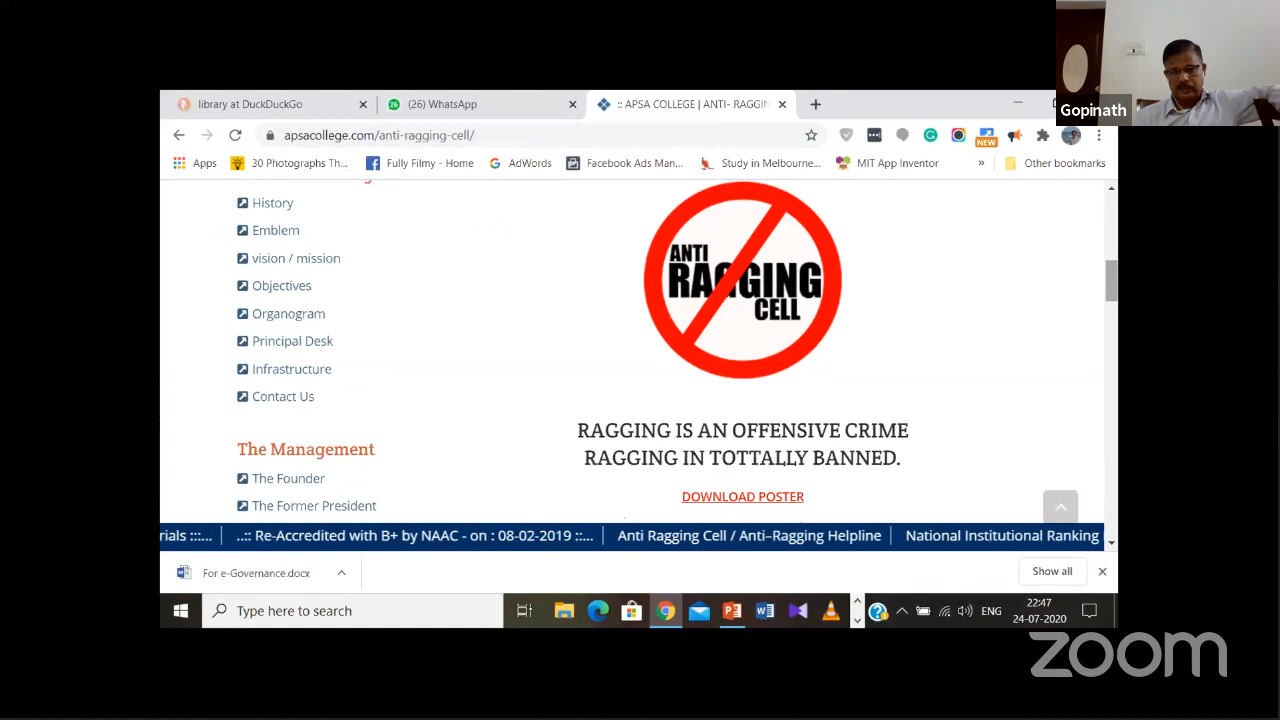 Gopinath
library at DuckDuckGo
(26) WhatsApp
:: APSA COLLEGE | ANTI- RAGGIN
apsacollege.com/anti-ragging-cell/
NEW
Apps
30 Photographs Th...
Fully Filmy - Home
AdWords
Facebook Ads Man...
Study in Melbourne...
MIT App Inventor
»
Other bookmarks
History
Emblem
vision / mission
Objectives
Organogram
Principal Desk
Infrastructure
Contact Us
The Management
The Founder
The Former President
ANTI
RAGGING
CELL
RAGGING IS AN OFFENSIVE CRIME
RAGGING IN TOTTALLY BANNED.
DOWNLOAD POSTER
rials :::... ..:: Re-Accredited with B+ by NAAC - on : 08-02-2019 ::... Anti Ragging Cell / Anti–Ragging Helpline National Institutional Ranking
For e-Governance.docx
Show all
Type here to search
ENG
22:47
24-07-2020
zoom